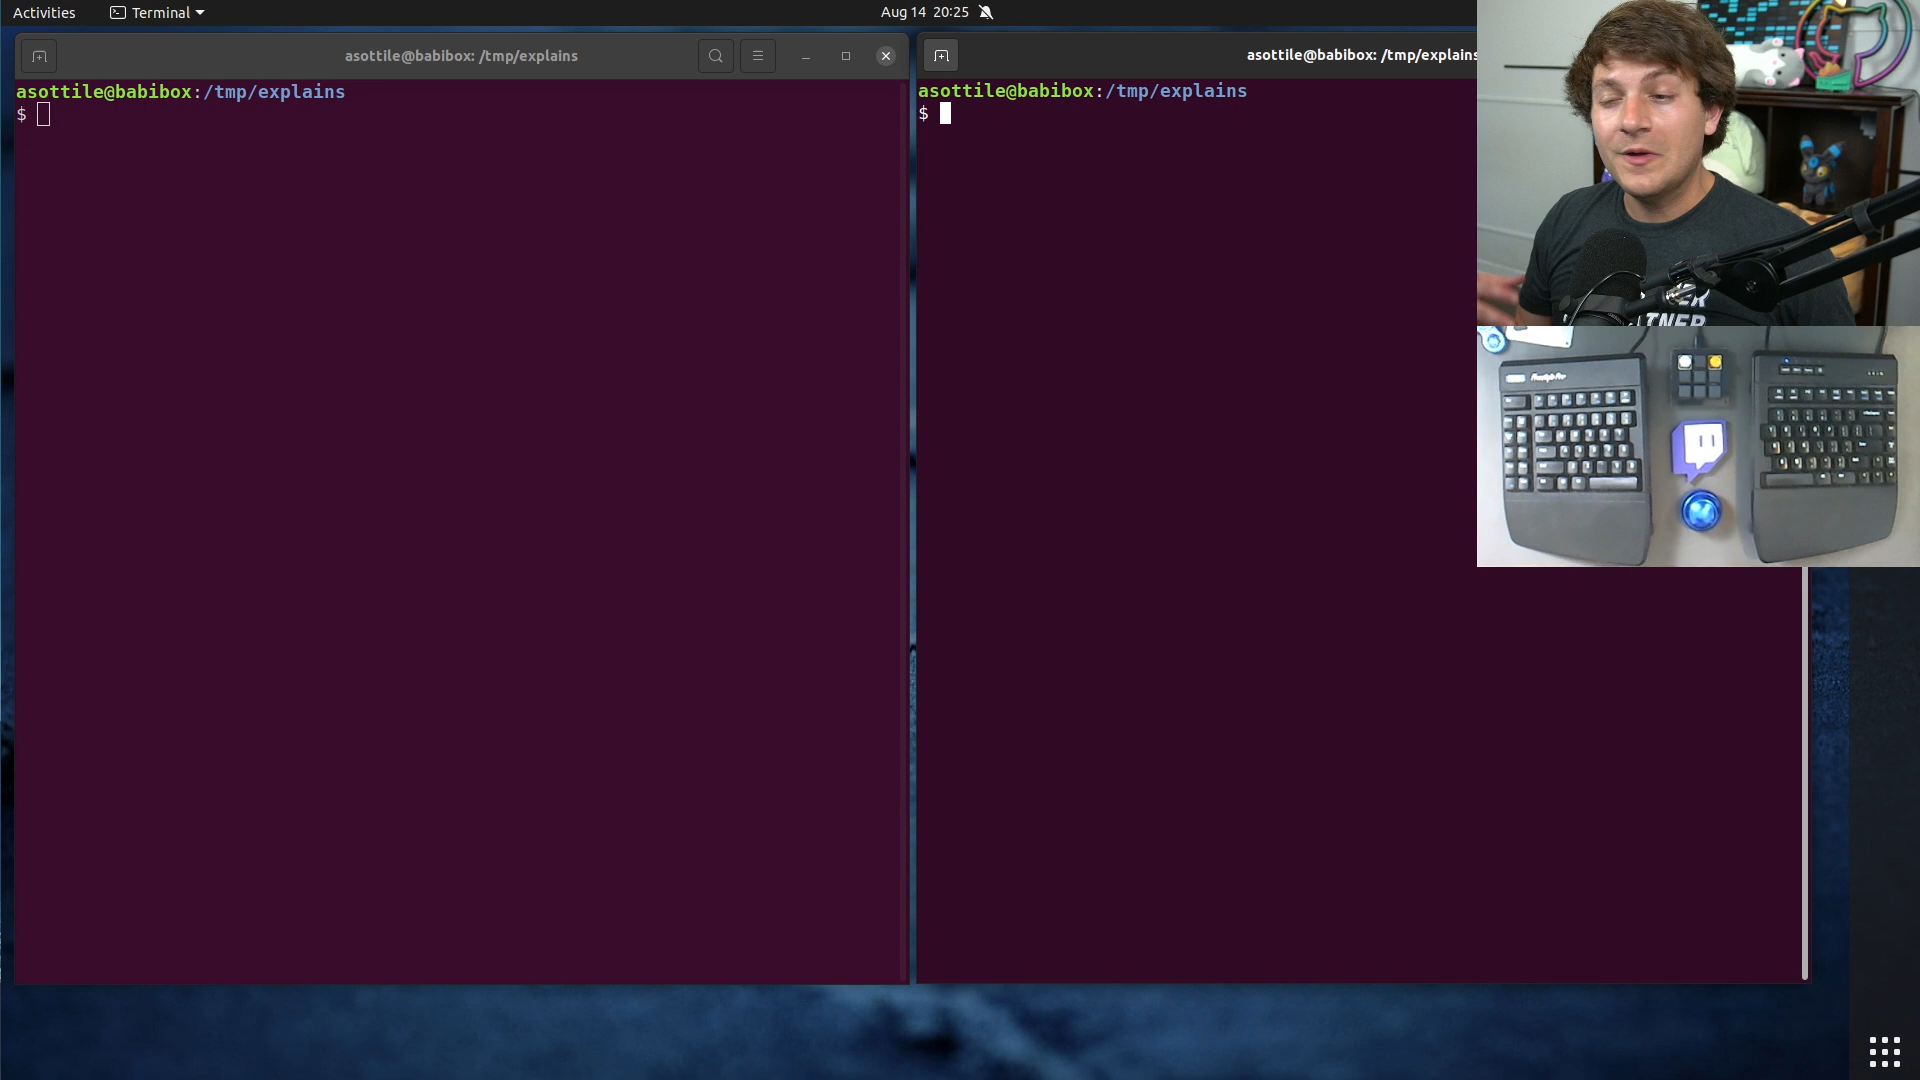 Activities
Terminal
Aug 14 20:25
asottile@babibox: /tmp/explains
asottile@babibox:/tmp/explains
$
asottile@babibox: /tmp/explains
asottile@babibox:/tmp/explains
$